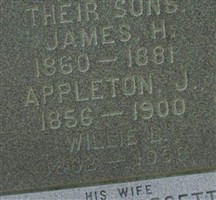 THEIR SONS
JAMES H.
1860 — 1881
APPLETON J.
1856 — 1900
WILLIE L.
HIS WIFE